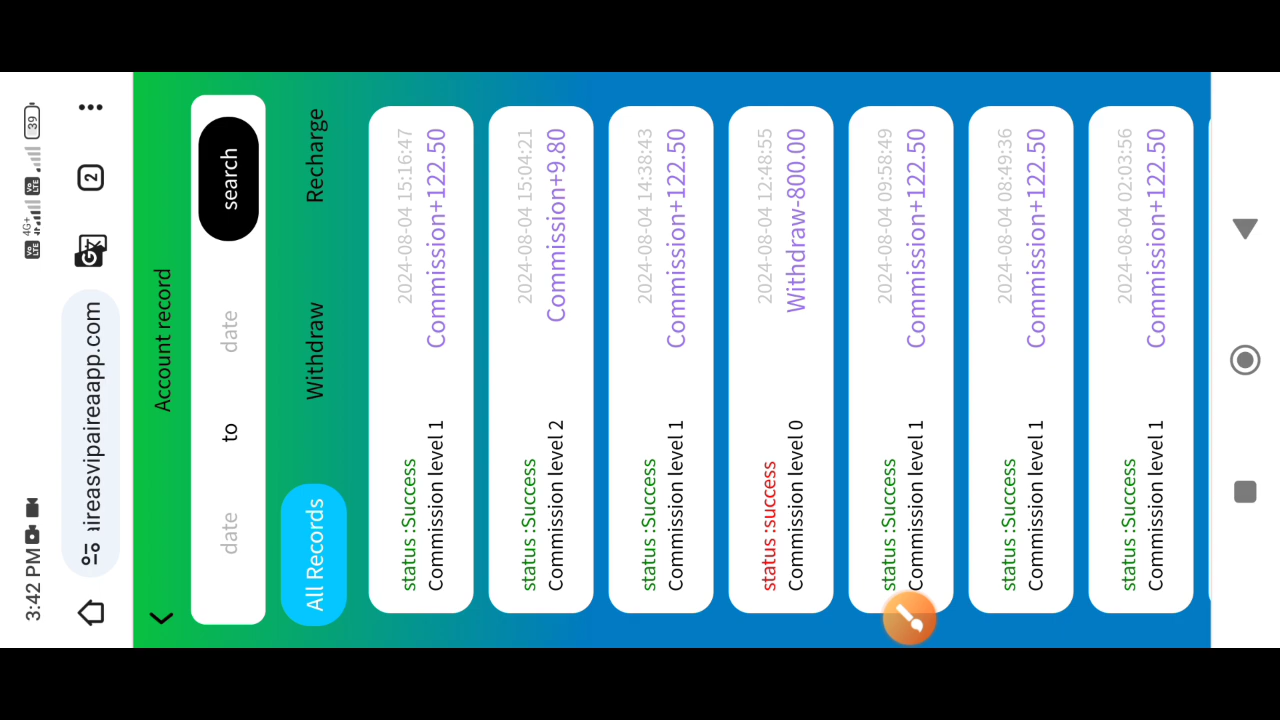 3:42 PM
4G+
39
ireasvipaireaapp.com
2
Account record
date to date search
All Records Withdraw Recharge
status :Success 2024-08-04 15:16:47
Commission level 1 Commission+122.50
status :Success 2024-08-04 15:04:21
Commission level 2 Commission+9.80
status :Success 2024-08-04 14:38:43
Commission level 1 Commission+122.50
status :success 2024-08-04 12:48:55
Commission level 0 Withdraw-800.00
status :Success 2024-08-04 09:58:49
Commission level 1 Commission+122.50
status :Success 2024-08-04 08:49:36
Commission level 1 Commission+122.50
status :Success 2024-08-04 02:03:56
Commission level 1 Commission+122.50